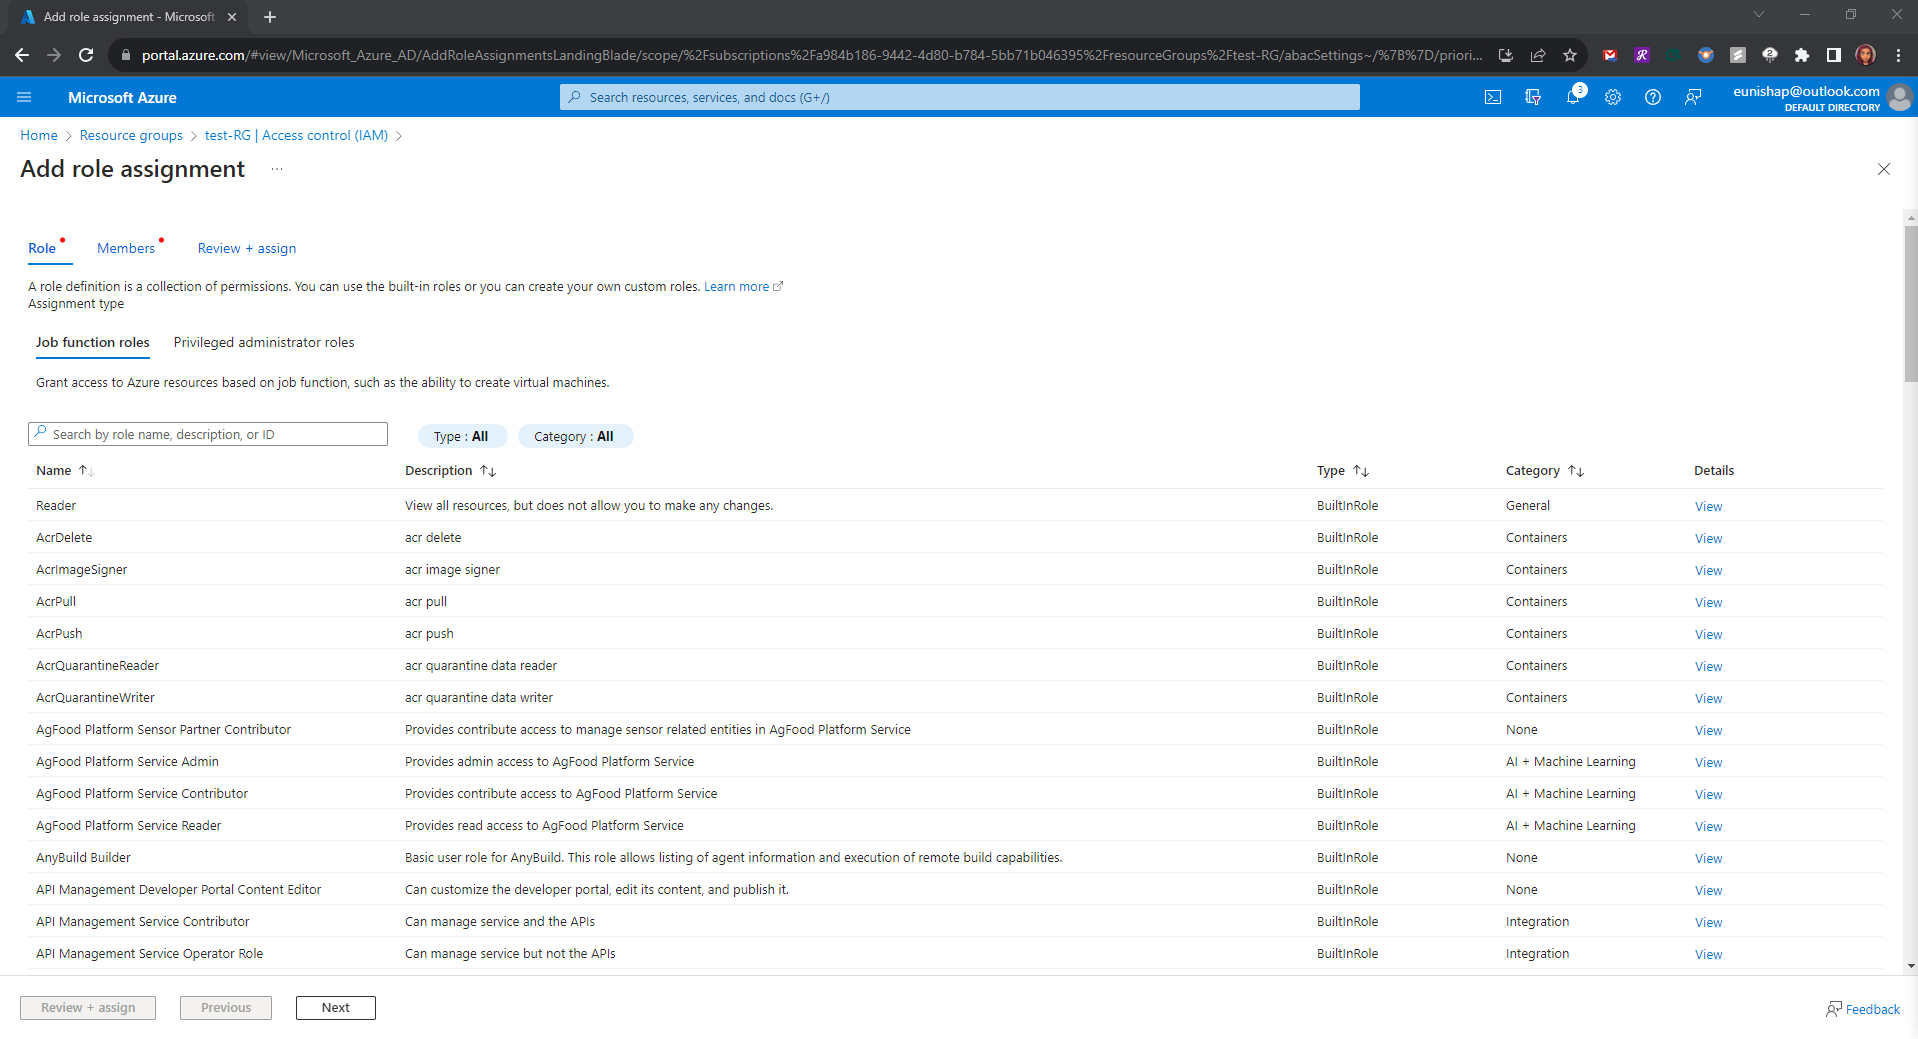 Add role assignment - Microsoft
portal.azure.com/#view/Microsoft_Azure_AD/AddRoleAssignmentsLandingBlade/scope/%2Fsubscriptions%2Fa984b186-9442-4d80-b784-5bb71b046395%2FresourceGroups%2Ftest-RG/abacSettings~/%7B%7D/priori...
Microsoft Azure
Search resources, services, and docs (G+/)
3
eunishap@outlook.com
DEFAULT DIRECTORY
Home > Resource groups > test-RG | Access control (IAM) >
Add role assignment ...
Role Members Review + assign
A role definition is a collection of permissions. You can use the built-in roles or you can create your own custom roles. Learn more
Assignment type
Job function roles Privileged administrator roles
Grant access to Azure resources based on job function, such as the ability to create virtual machines.
Search by role name, description, or ID Type : All Category : All
Name ↑↓ Description ↑↓ Type ↑↓ Category ↑↓ Details
Reader View all resources, but does not allow you to make any changes. BuiltInRole General View
AcrDelete acr delete BuiltInRole Containers View
AcrImageSigner acr image signer BuiltInRole Containers View
AcrPull acr pull BuiltInRole Containers View
AcrPush acr push BuiltInRole Containers View
AcrQuarantineReader acr quarantine data reader BuiltInRole Containers View
AcrQuarantineWriter acr quarantine data writer BuiltInRole Containers View
AgFood Platform Sensor Partner Contributor Provides contribute access to manage sensor related entities in AgFood Platform Service BuiltInRole None View
AgFood Platform Service Admin Provides admin access to AgFood Platform Service BuiltInRole AI + Machine Learning View
AgFood Platform Service Contributor Provides contribute access to AgFood Platform Service BuiltInRole AI + Machine Learning View
AgFood Platform Service Reader Provides read access to AgFood Platform Service BuiltInRole AI + Machine Learning View
AnyBuild Builder Basic user role for AnyBuild. This role allows listing of agent information and execution of remote build capabilities. BuiltInRole None View
API Management Developer Portal Content Editor Can customize the developer portal, edit its content, and publish it. BuiltInRole None View
API Management Service Contributor Can manage service and the APIs BuiltInRole Integration View
API Management Service Operator Role Can manage service but not the APIs BuiltInRole Integration View
Review + assign Previous Next Feedback